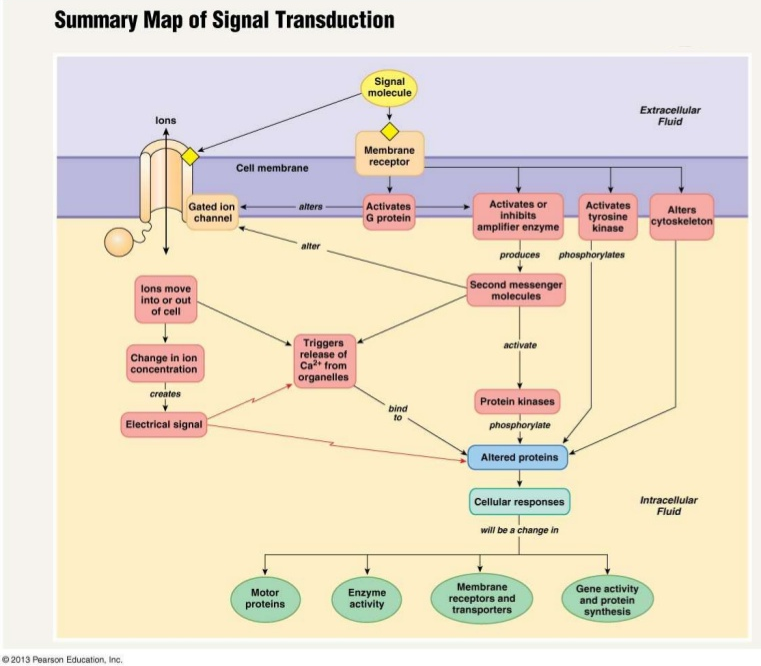 Summary Map of Signal Transduction
Signal
molecule
Extracellular
Fluid
Ions
Membrane
receptor
Cell membrane
Gated ion
channel
alters
Activates
G protein
Activates or
inhibits
amplifier enzyme
Activates
tyrosine
kinase
Alters
cytoskeleton
alter
produces
phosphorylates
Ions move
into or out
of cell
Second messenger
molecules
Triggers
release of
Ca2+ from
organelles
activate
Change in ion
concentration
creates
Electrical signal
bind
to
Protein kinases
phosphorylate
Altered proteins
Cellular responses
Intracellular
Fluid
will be a change in
Motor
proteins
Enzyme
activity
Membrane
receptors and
transporters
Gene activity
and protein
synthesis
© 2013 Pearson Education, Inc.